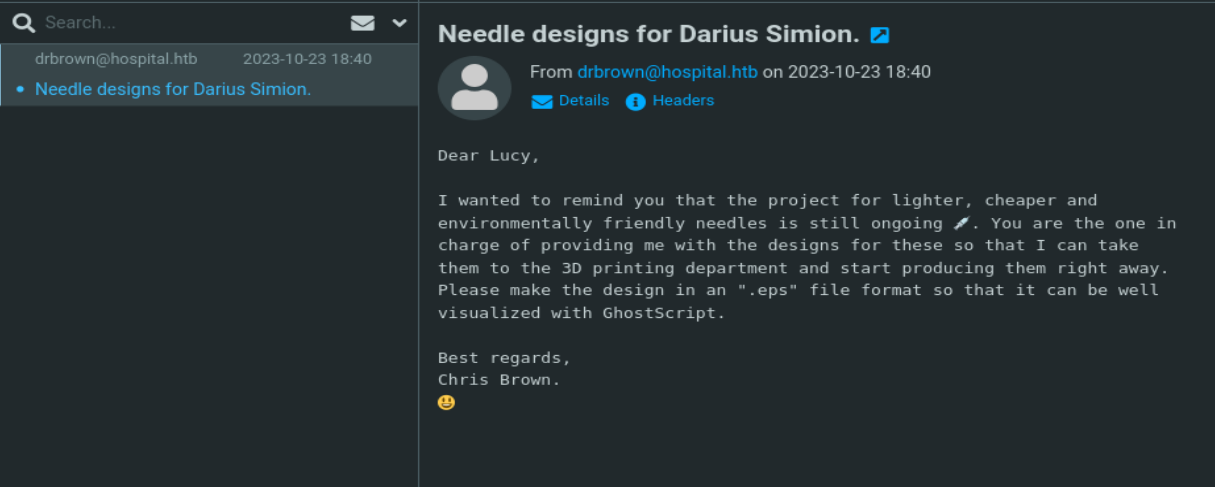 Search...
drbrown@hospital.htb 2023-10-23 18:40
Needle designs for Darius Simion.
Needle designs for Darius Simion.
From drbrown@hospital.htb on 2023-10-23 18:40
Details Headers
Dear Lucy,
I wanted to remind you that the project for lighter, cheaper and
environmentally friendly needles is still ongoing 💉. You are the one in
charge of providing me with the designs for these so that I can take
them to the 3D printing department and start producing them right away.
Please make the design in an ".eps" file format so that it can be well
visualized with GhostScript.
Best regards,
Chris Brown.
😃